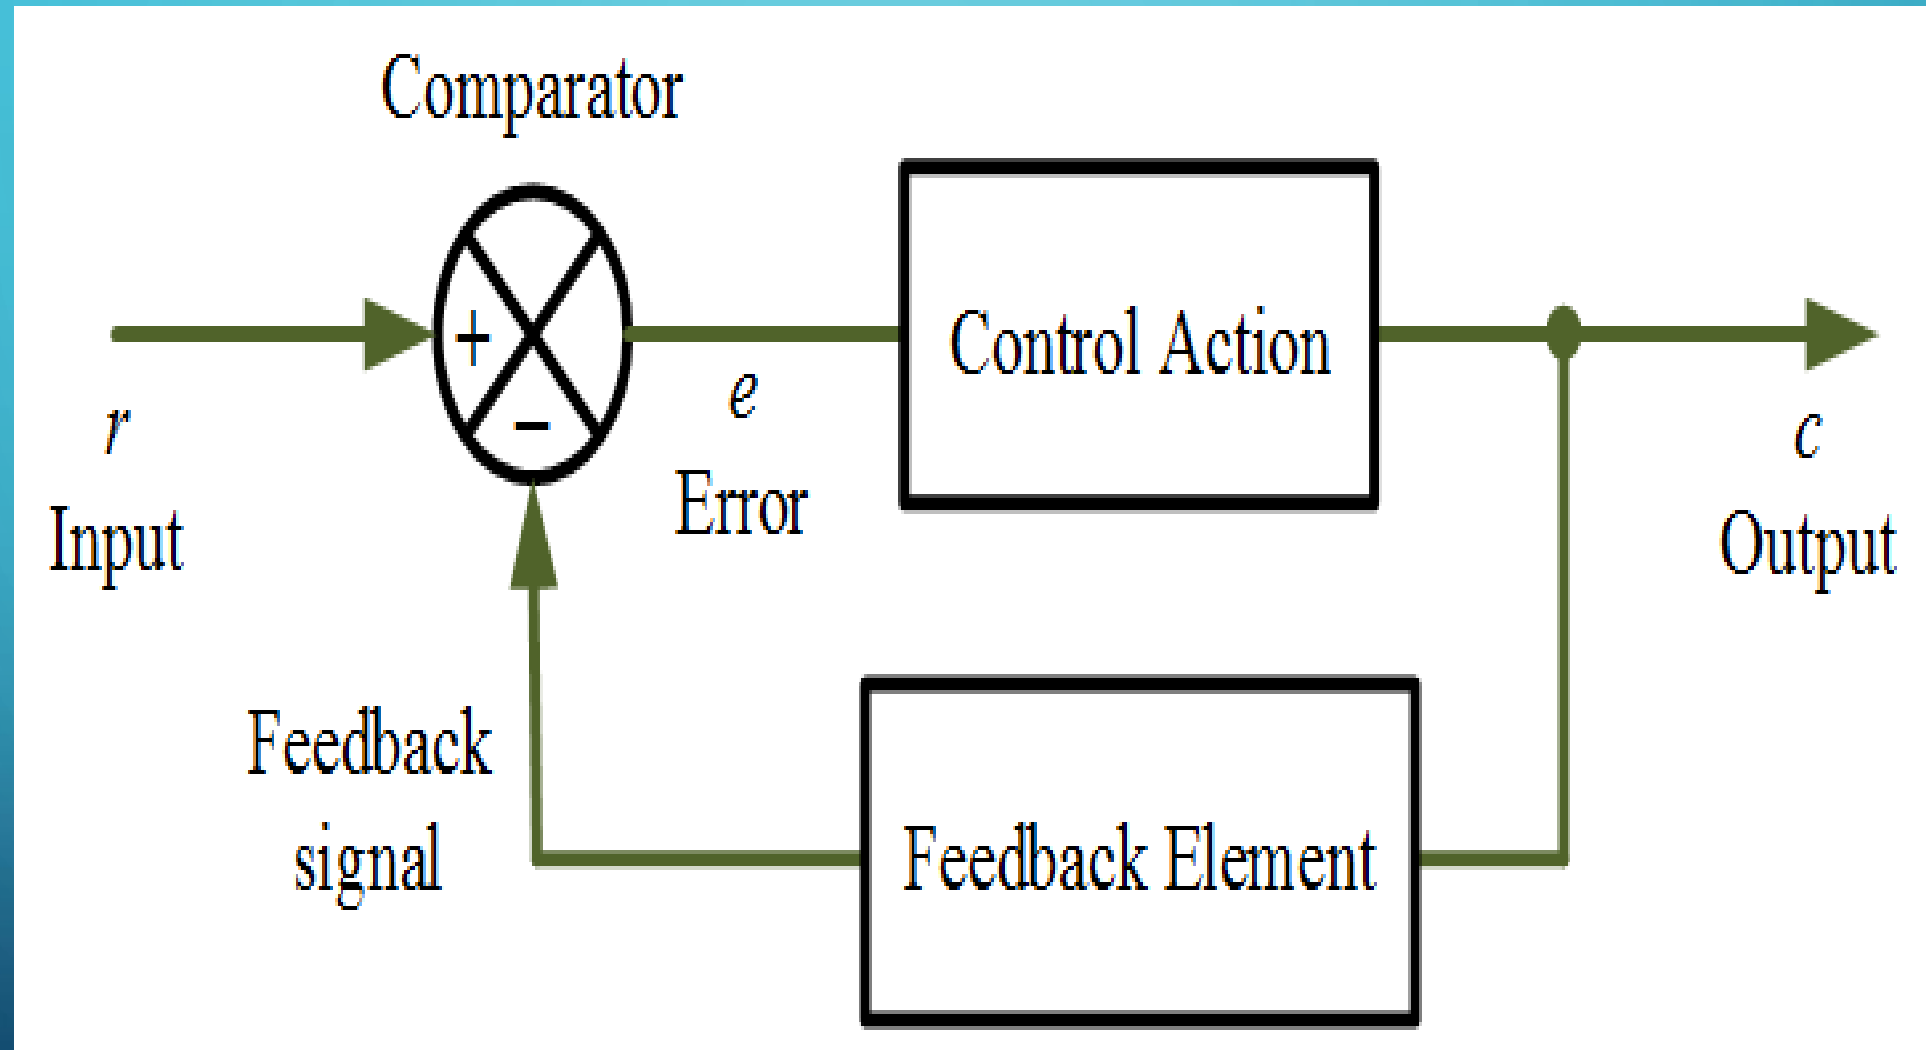 Comparator
+
−
Control Action
r
Input
e
Error
c
Output
Feedback
signal
Feedback Element